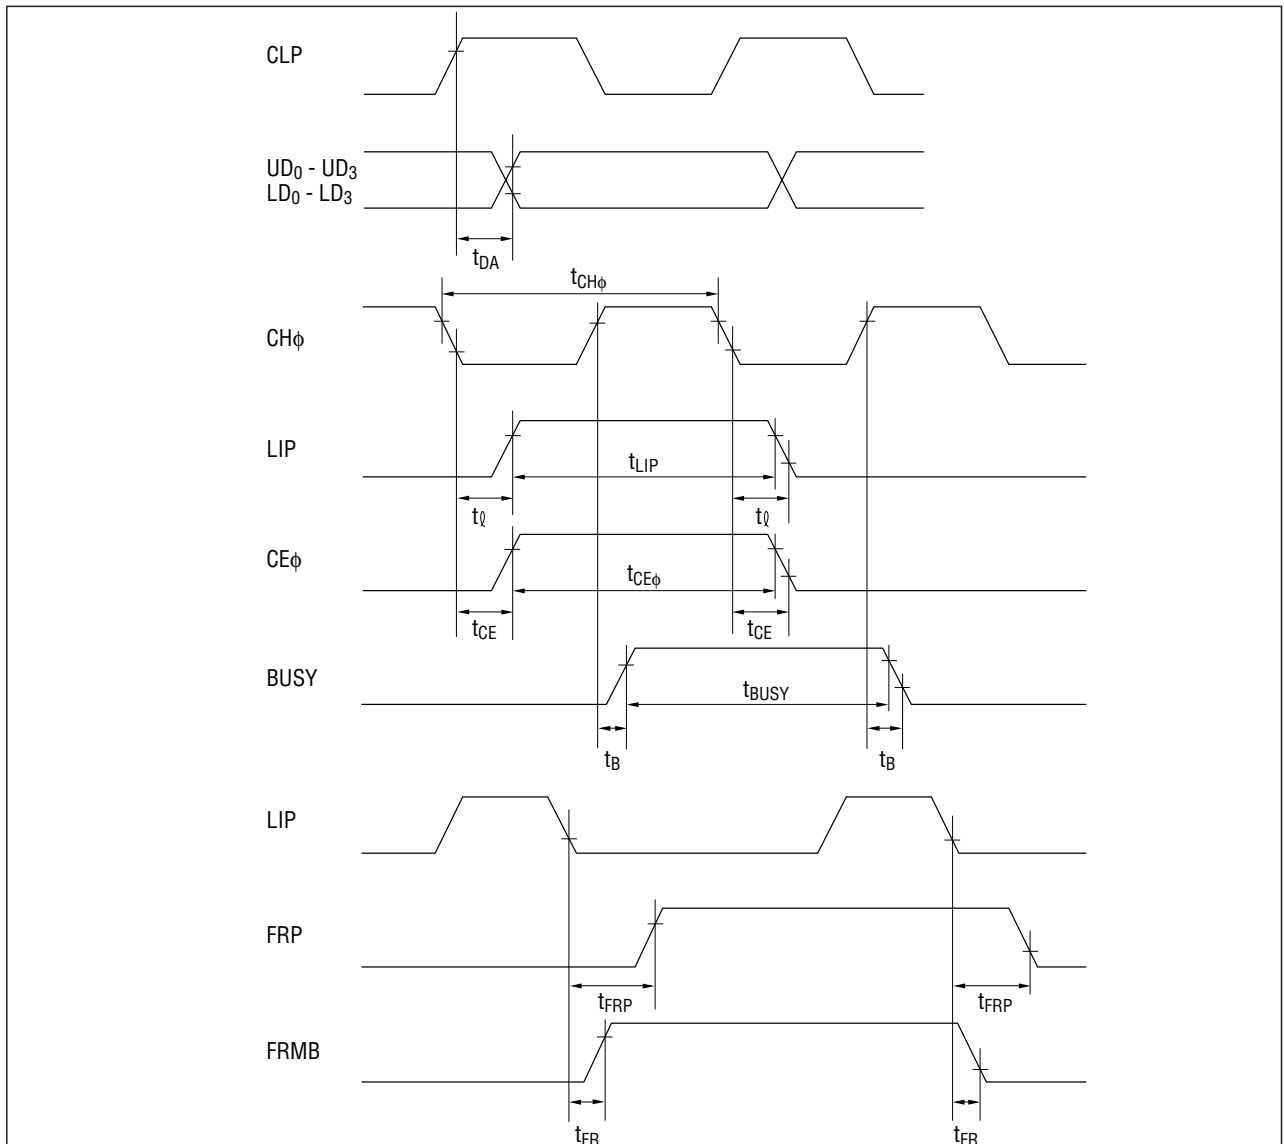 CLP
UD0 - UD3
LD0 - LD3
tDA
tCHϕ
CHϕ
LIP
tLIP
tℓ tℓ
CEϕ
tCEϕ
tCE tCE
BUSY
tBUSY
tB tB
LIP
FRP
tFRP tFRP
FRMB
tFR tFR